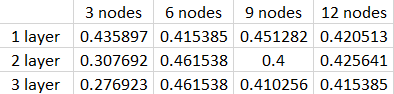 3 nodes 6 nodes 9 nodes 12 nodes
1 layer 0.435897 0.415385 0.451282 0.420513
2 layer 0.307692 0.461538 0.4 0.425641
3 layer 0.276923 0.461538 0.410256 0.415385